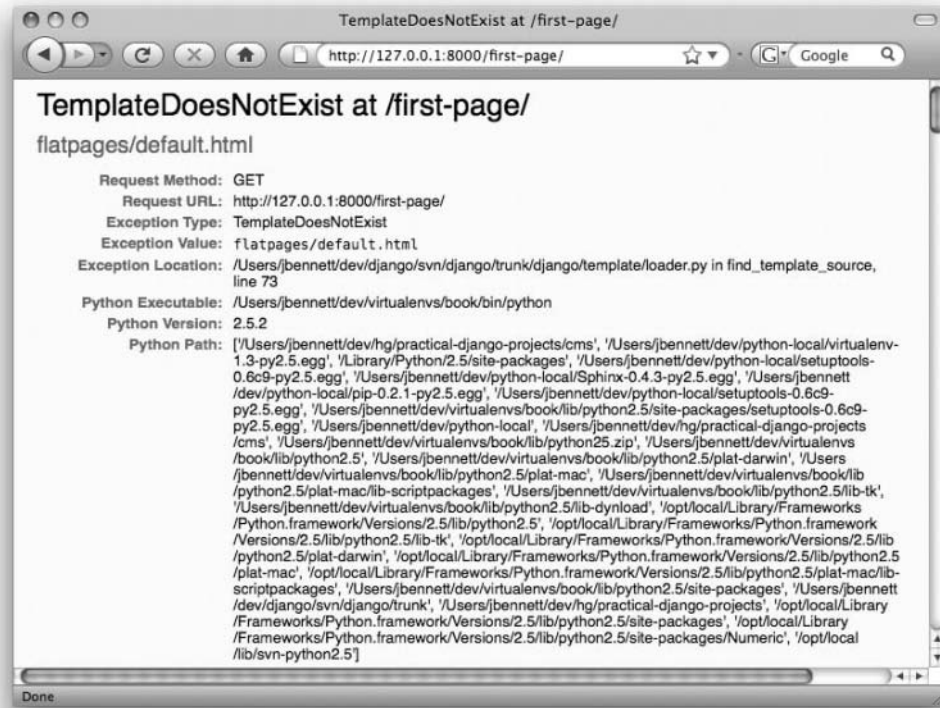 TemplateDoesNotExist at /first-page/
http://127.0.0.1:8000/first-page/
G
Google
TemplateDoesNotExist at /first-page/
flatpages/default.html
Request Method: GET
Request URL: http://127.0.0.1:8000/first-page/
Exception Type: TemplateDoesNotExist
Exception Value: flatpages/default.html
Exception Location: /Users/jbennett/dev/django/svn/django/trunk/django/template/loader.py in find_template_source,
line 73
Python Executable: /Users/jbennett/dev/virtualenvs/book/bin/python
Python Version: 2.5.2
Python Path: ['/Users/jbennett/dev/hg/practical-django-projects/cms', '/Users/jbennett/dev/python-local/virtualenv-
1.3-py2.5.egg', '/Library/Python/2.5/site-packages', '/Users/jbennett/dev/python-local/setuptools-
0.6c9-py2.5.egg', '/Users/jbennett/dev/python-local/Sphinx-0.4.3-py2.5.egg', '/Users/jbennett
/dev/python-local/pip-0.2.1-py2.5.egg', '/Users/jbennett/dev/python-local/setuptools-0.6c9-
py2.5.egg', '/Users/jbennett/dev/virtualenvs/book/lib/python2.5/site-packages/setuptools-0.6c9-
py2.5.egg', '/Users/jbennett/dev/python-local', '/Users/jbennett/dev/hg/practical-django-projects
/cms', '/Users/jbennett/dev/virtualenvs/book/lib/python25.zip', '/Users/jbennett/dev/virtualenvs
/book/lib/python2.5', '/Users/jbennett/dev/virtualenvs/book/lib/python2.5/plat-darwin', '/Users
/jbennett/dev/virtualenvs/book/lib/python2.5/plat-mac', '/Users/jbennett/dev/virtualenvs/book/lib
/python2.5/plat-mac/lib-scriptpackages', '/Users/jbennett/dev/virtualenvs/book/lib/python2.5/lib-tk',
'/Users/jbennett/dev/virtualenvs/book/lib/python2.5/lib-dynload', '/opt/local/Library/Frameworks
/Python.framework/Versions/2.5/lib/python2.5', '/opt/local/Library/Frameworks/Python.framework
/Versions/2.5/lib/python2.5/lib-tk', '/opt/local/Library/Frameworks/Python.framework/Versions/2.5/lib
/python2.5/plat-darwin', '/opt/local/Library/Frameworks/Python.framework/Versions/2.5/lib/python2.5
/plat-mac', '/opt/local/Library/Frameworks/Python.framework/Versions/2.5/lib/python2.5/plat-mac/lib-
scriptpackages', '/Users/jbennett/dev/virtualenvs/book/lib/python2.5/site-packages', '/Users/jbennett
/dev/django/svn/django/trunk', '/Users/jbennett/dev/hg/practical-django-projects', '/opt/local/Library
/Frameworks/Python.framework/Versions/2.5/lib/python2.5/site-packages', '/opt/local/Library
/Frameworks/Python.framework/Versions/2.5/lib/python2.5/site-packages/Numeric', '/opt/local
/lib/svn-python2.5']
Done